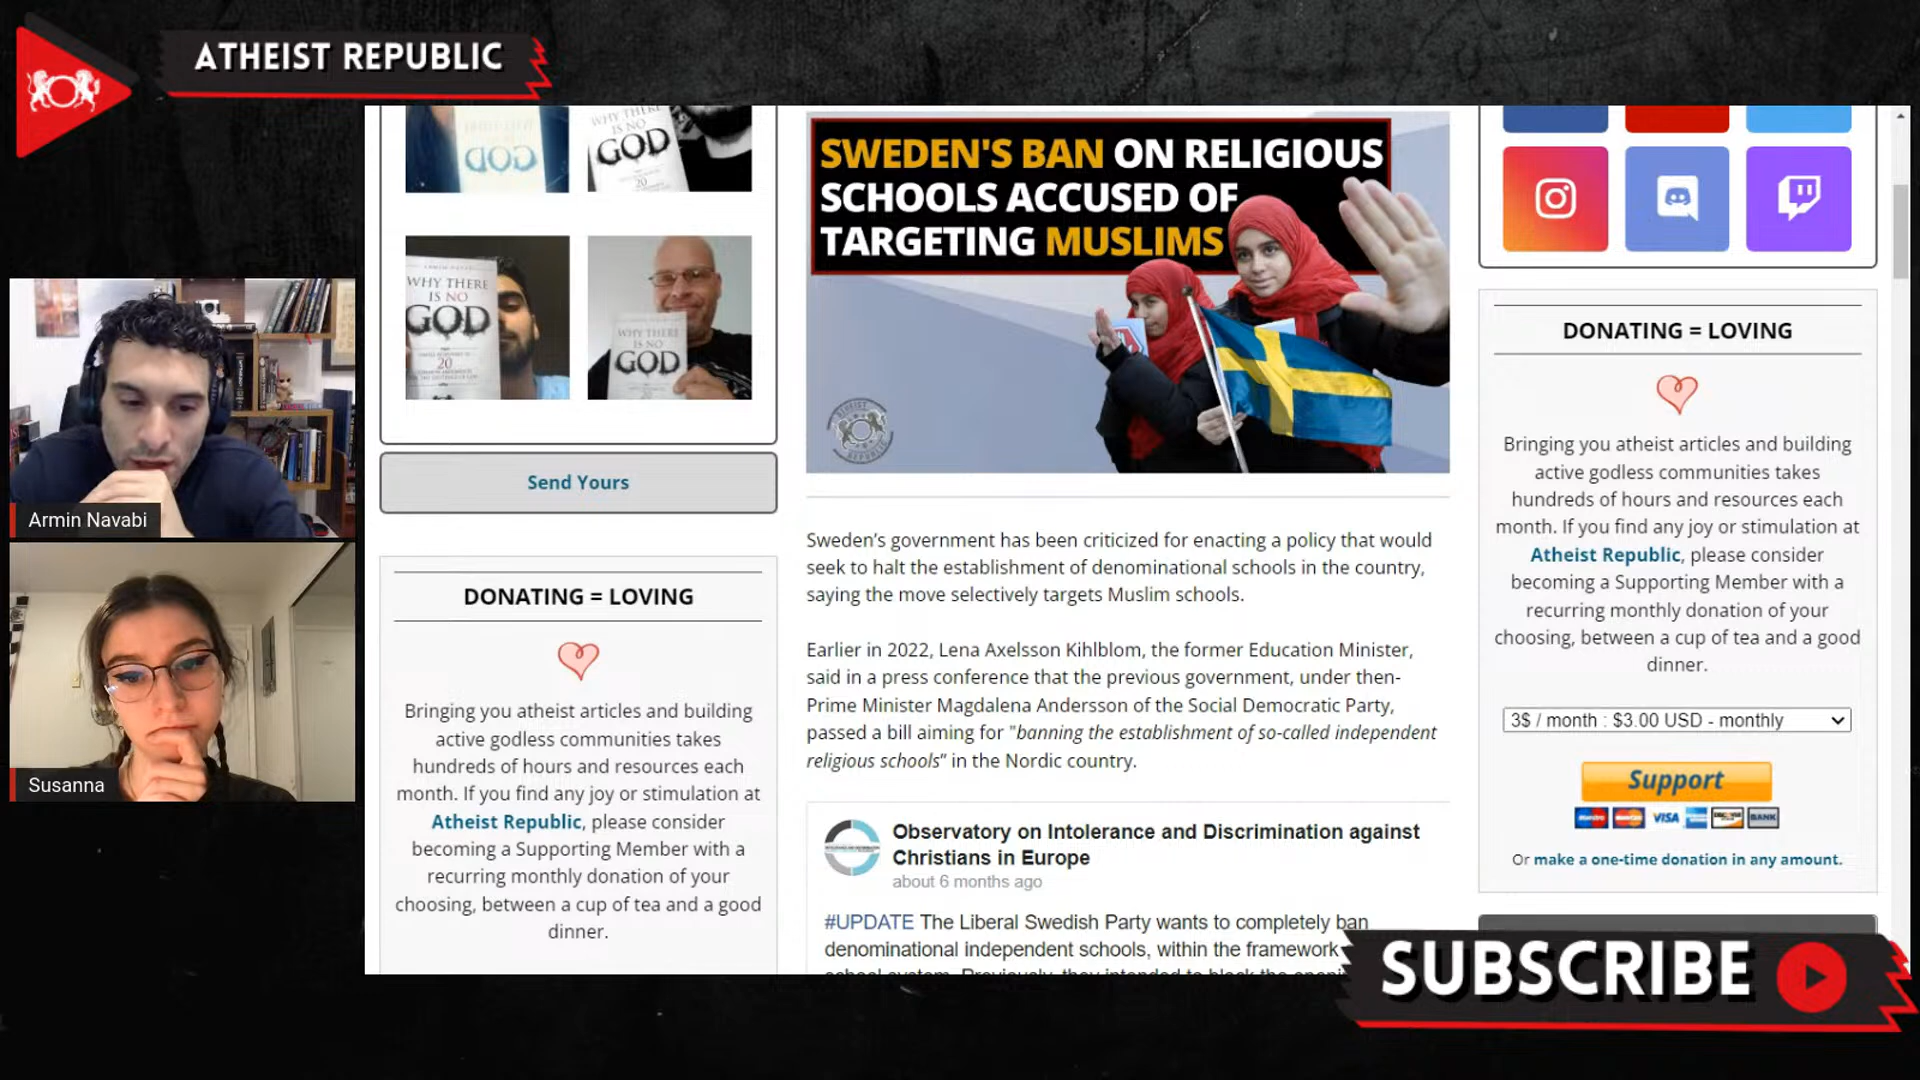 ATHEIST REPUBLIC
WHY THERE
IS NO
GOD
20
WHY THERE
IS NO
GOD
20
WHY THERE
IS NO
GOD
Send Yours
DONATING = LOVING
Bringing you atheist articles and building
active godless communities takes
hundreds of hours and resources each
month. If you find any joy or stimulation at
Atheist Republic, please consider
becoming a Supporting Member with a
recurring monthly donation of your
choosing, between a cup of tea and a good
dinner.
SWEDEN'S BAN ON RELIGIOUS
SCHOOLS ACCUSED OF
TARGETING MUSLIMS
ATHEIST
REPUBLIC
Sweden’s government has been criticized for enacting a policy that would
seek to halt the establishment of denominational schools in the country,
saying the move selectively targets Muslim schools.
Earlier in 2022, Lena Axelsson Kihlblom, the former Education Minister,
said in a press conference that the previous government, under then-
Prime Minister Magdalena Andersson of the Social Democratic Party,
passed a bill aiming for "banning the establishment of so-called independent
religious schools" in the Nordic country.
Observatory on Intolerance and Discrimination against
Christians in Europe
about 6 months ago
#UPDATE The Liberal Swedish Party wants to completely ban
denominational independent schools, within the framework
DONATING = LOVING
Bringing you atheist articles and building
active godless communities takes
hundreds of hours and resources each
month. If you find any joy or stimulation at
Atheist Republic, please consider
becoming a Supporting Member with a
recurring monthly donation of your
choosing, between a cup of tea and a good
dinner.
3$ / month : $3.00 USD - monthly
Support
VISA
BANK
Or make a one-time donation in any amount.
Armin Navabi
Susanna
SUBSCRIBE